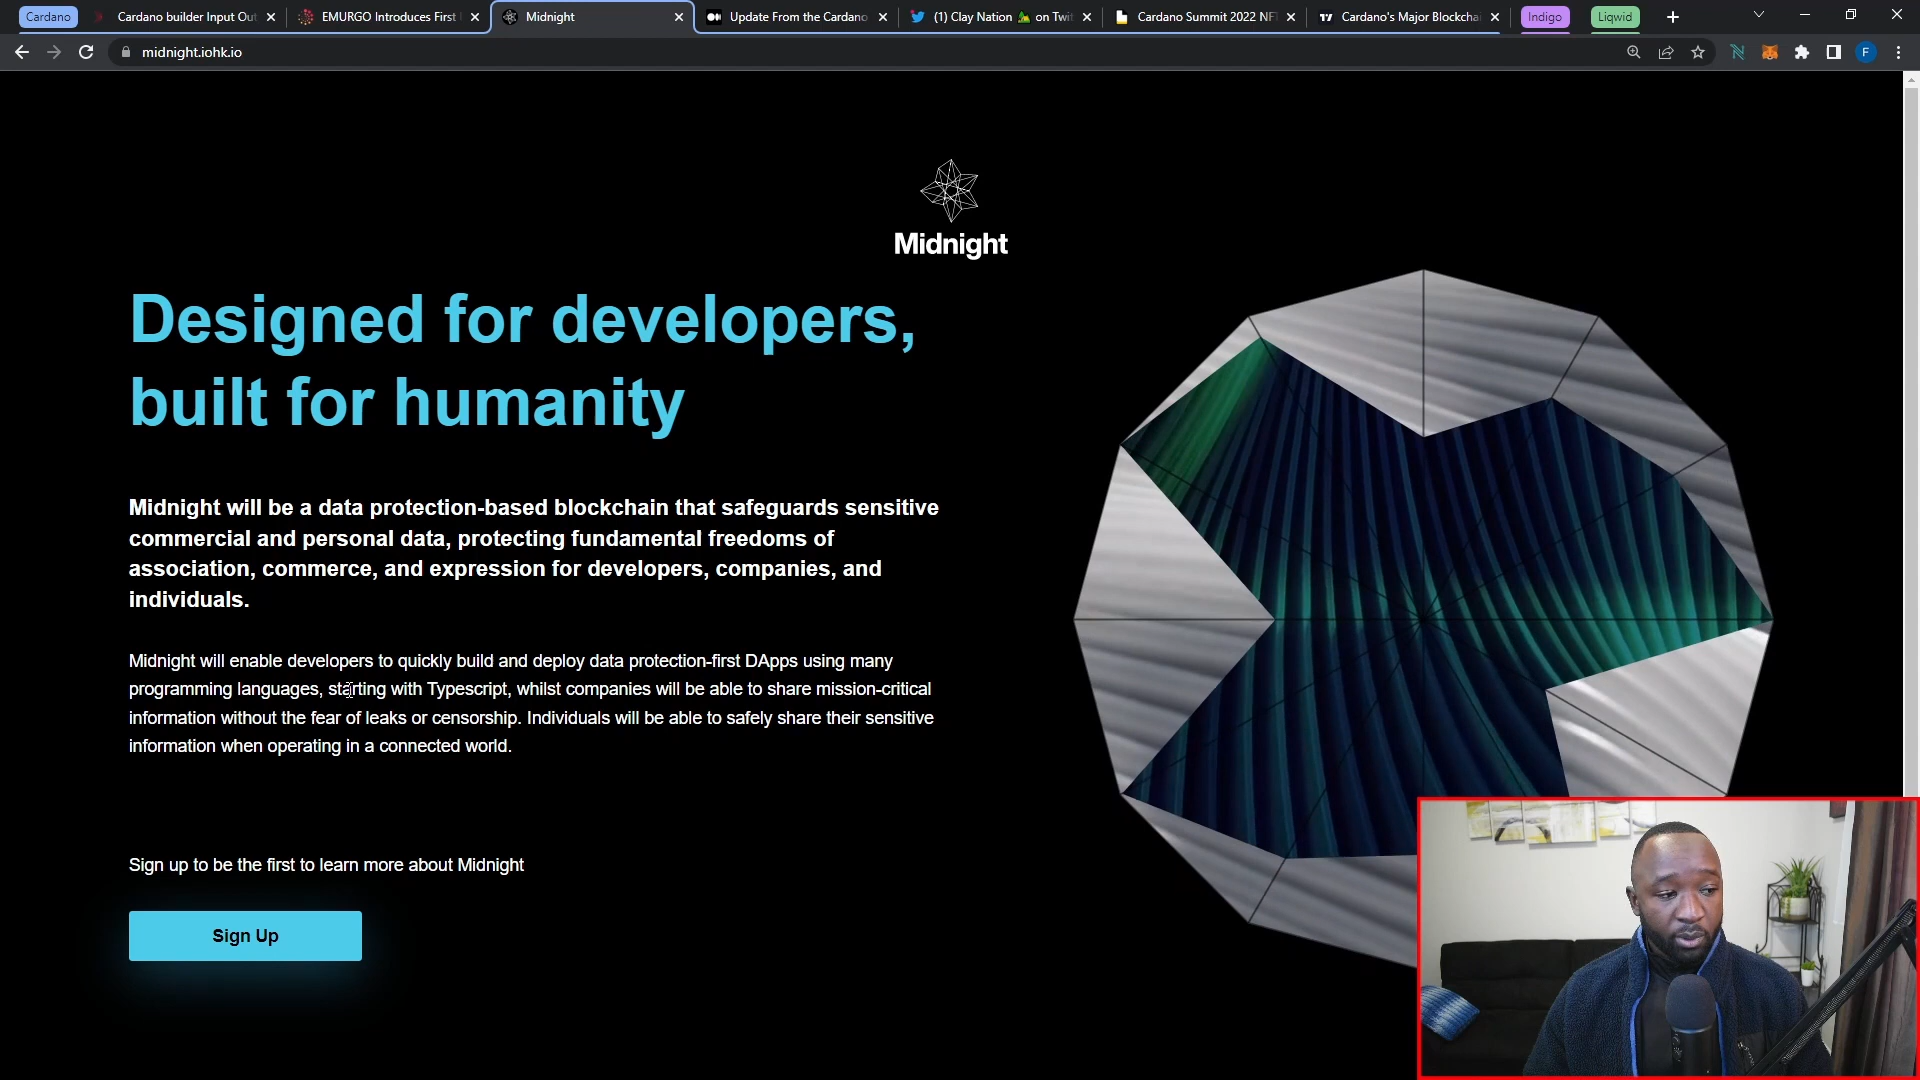 Cardano
Cardano builder Input Out
EMURGO Introduces First
Midnight
Update From the Cardano
(1) Clay Nation on Twit
Cardano Summit 2022 NF
Cardano's Major Blockcha
Indigo
Liqwid
midnight.iohk.io
F
Midnight
Designed for developers,
built for humanity
Midnight will be a data protection-based blockchain that safeguards sensitive
commercial and personal data, protecting fundamental freedoms of
association, commerce, and expression for developers, companies, and
individuals.
Midnight will enable developers to quickly build and deploy data protection-first DApps using many
programming languages, starting with Typescript, whilst companies will be able to share mission-critical
information without the fear of leaks or censorship. Individuals will be able to safely share their sensitive
information when operating in a connected world.
Sign up to be the first to learn more about Midnight
Sign Up